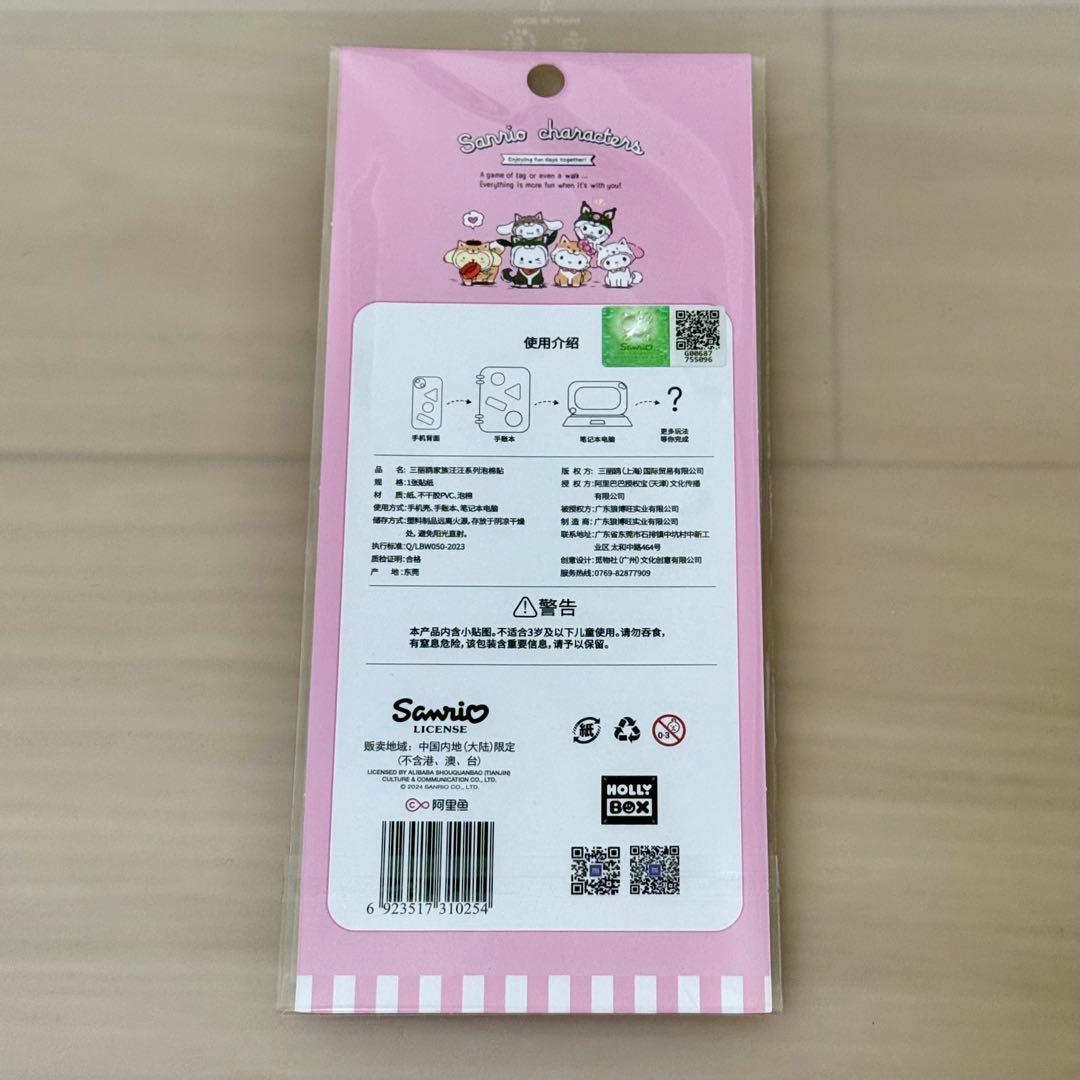 Sanrio characters
Enjoying fun days together!
A game of tag or even a walk...
Everything is more fun when it's with you!
使用介绍
Sanrio
G00687
755096
手机背面
手账本
笔记本电脑
?
更多玩法
等你完成
品 名:三丽鸥家族汪汪系列泡棉贴
规 格:1张贴纸
材 质:纸、不干胶PVC、泡棉
使用方式:手机壳、手账本、笔记本电脑
储存方式:塑料制品远离火源,存放于阴凉干燥
处。避免阳光直射。
执行标准:Q/LBW050-2023
质检证明:合格
产 地:东莞
版 权 方:三丽鸥(上海)国际贸易有限公司
授 权 方:阿里巴巴授权宝(天津)文化传播
有限公司
被授权方:广东狼博旺实业有限公司
制 造 商:广东狼博旺实业有限公司
联系地址:广东省东莞市石排镇中坑村中新工
业区太和中路464号
创意设计:觅物社(广州)文化创意有限公司
服务热线:0769-82877909
警告
本产品内含小贴图。不适合3岁及以下儿童使用。请勿吞食,
有窒息危险,该包装含重要信息,请予以保留。
Sanrio
LICENSE
贩卖地域:中国内地(大陆)限定
(不含港、澳、台)
LICENSED BY ALIBABA SHOUQUANBAO (TIANJIN)
CULTURE & COMMUNICATION CO., LTD.
© 2024 SANRIO CO., LTD.
阿里鱼
紙
0-3
HOLLY
BOX
6 923517 310254